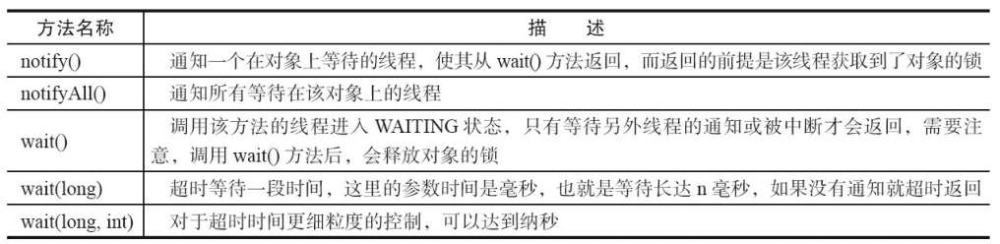 方法名称 描 述
notify() 通知一个在对象上等待的线程，使其从 wait() 方法返回，而返回的前提是该线程获取到了对象的锁
notifyAll() 通知所有等待在该对象上的线程
wait() 调用该方法的线程进入 WAITING 状态，只有等待另外线程的通知或被中断才会返回，需要注
意，调用 wait() 方法后，会释放对象的锁
wait(long) 超时等待一段时间，这里的参数时间是毫秒，也就是等待长达 n 毫秒，如果没有通知就超时返回
wait(long, int) 对于超时时间更细粒度的控制，可以达到纳秒